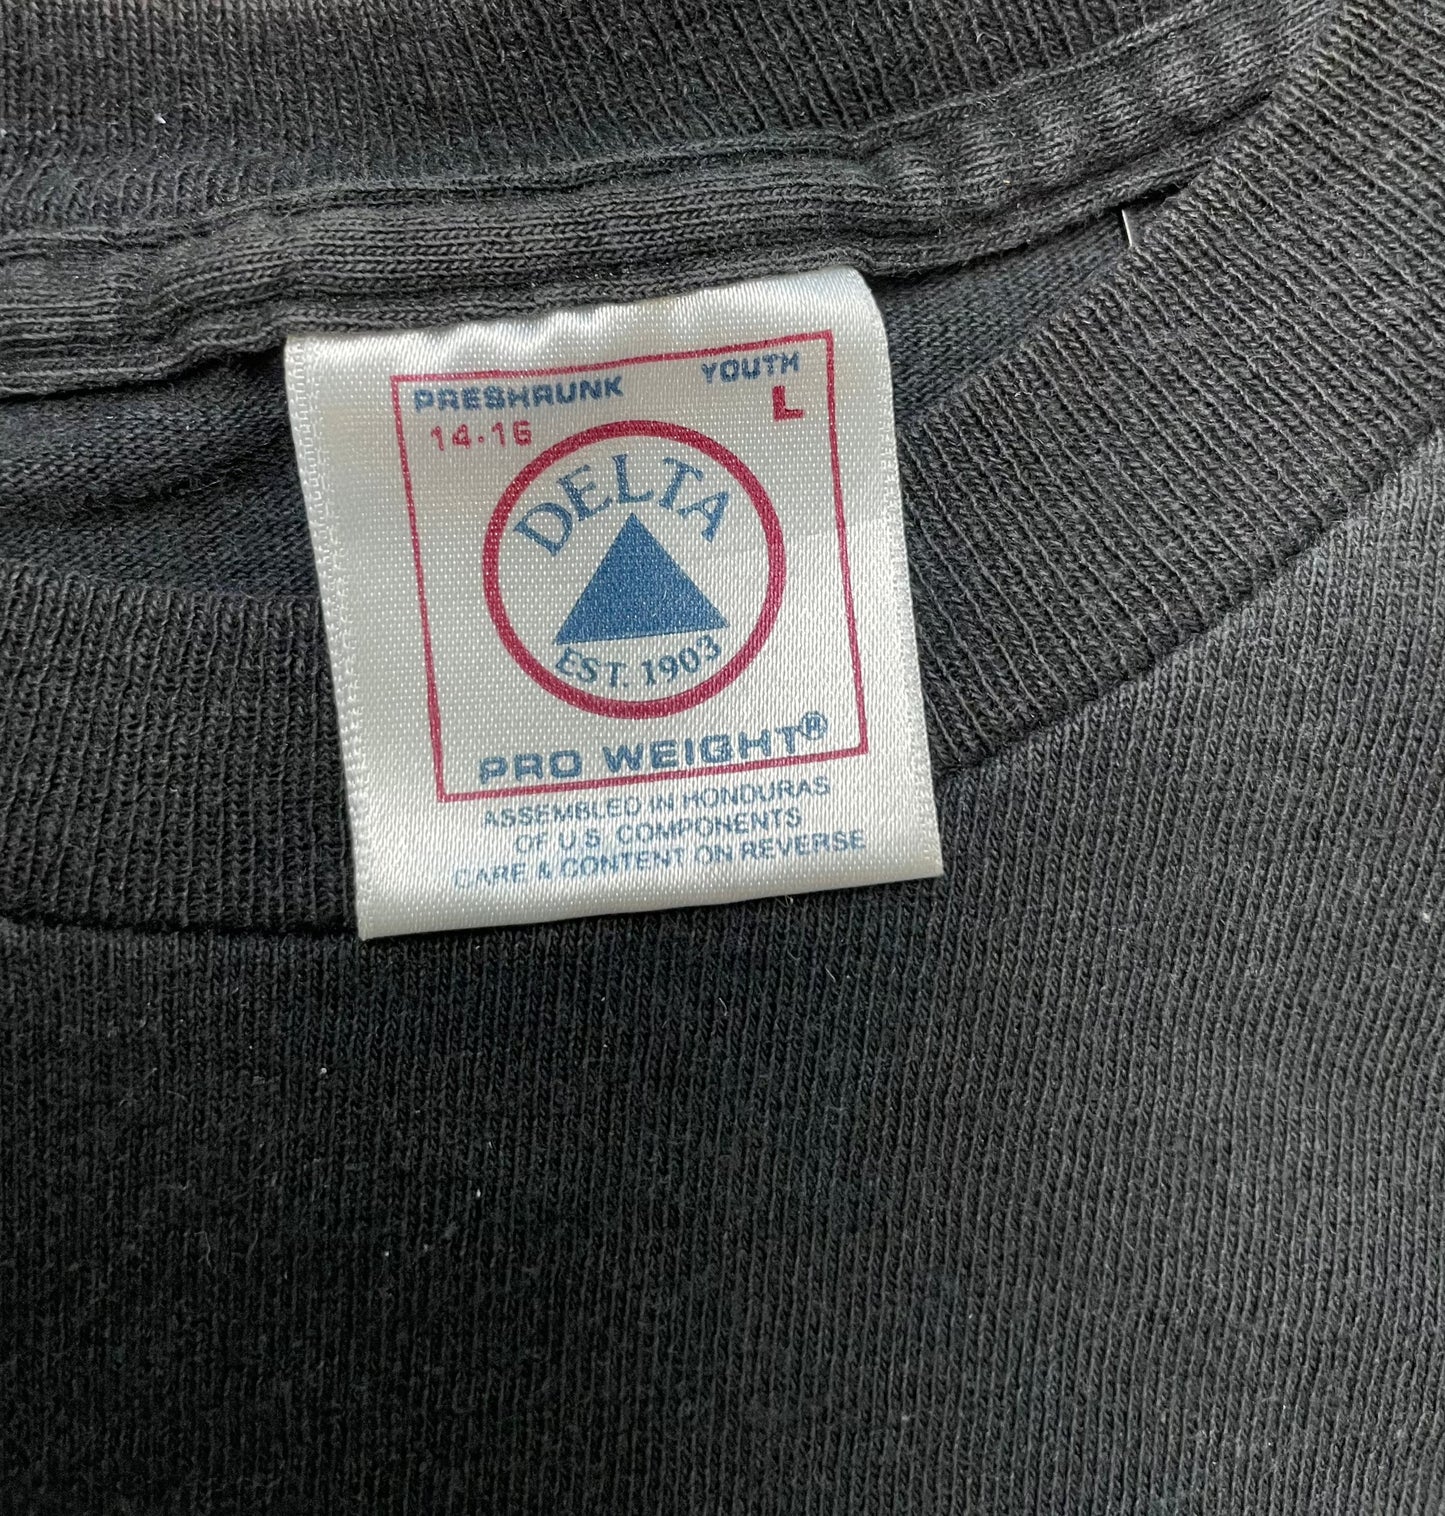 PRESHRUNK YOUTH
14-16 L
DELTA
EST. 1903
PRO WEIGHT®
ASSEMBLED IN HONDURAS
OF U.S. COMPONENTS
CARE & CONTENT ON REVERSE